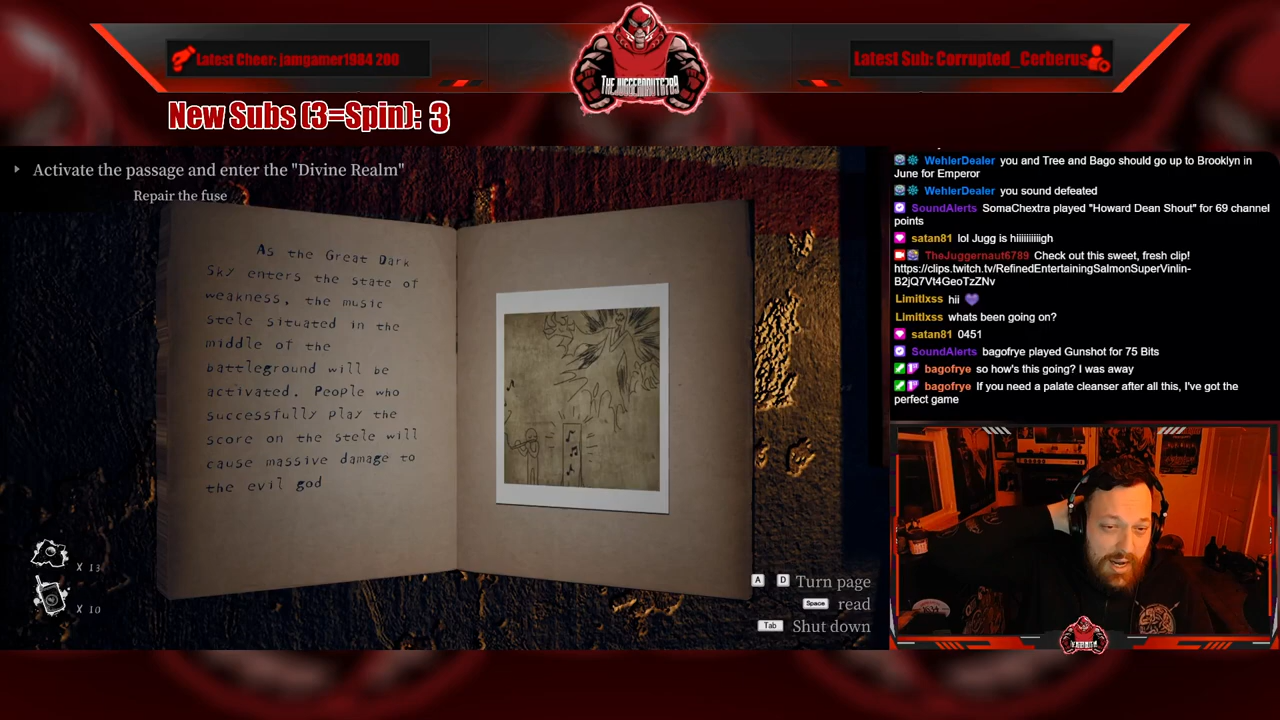 Latest Cheer: jamgamer1984 200
THEJUGGERNAUT6789
Latest Sub: Corrupted_Cerberus
New Subs (3=Spin): 3
Activate the passage and enter the "Divine Realm"
Repair the fuse
As the Great Dark
Sky enters the state of
weakness, the music
stele situated in the
middle of the
battleground will be
activated. People who
successfully play the
score on the stele will
cause massive damage to
the evil god
X 13
X 10
A D Turn page
Space read
Tab Shut down
WehlerDealer you and Tree and Bago should go up to Brooklyn in
June for Emperor
WehlerDealer you sound defeated
SoundAlerts SomaChextra played "Howard Dean Shout" for 69 channel
points
satan81 lol Jugg is hiiiiiiiiiigh
TheJuggernaut6789 Check out this sweet, fresh clip!
https://clips.twitch.tv/RefinedEntertainingSalmonSuperVinlin-
B2jQ7Vt4GeoTzZNv
Limitlxss hii
Limitlxss whats been going on?
satan81 0451
SoundAlerts bagofrye played Gunshot for 75 Bits
bagofrye so how's this going? I was away
bagofrye If you need a palate cleanser after all this, I've got the
perfect game